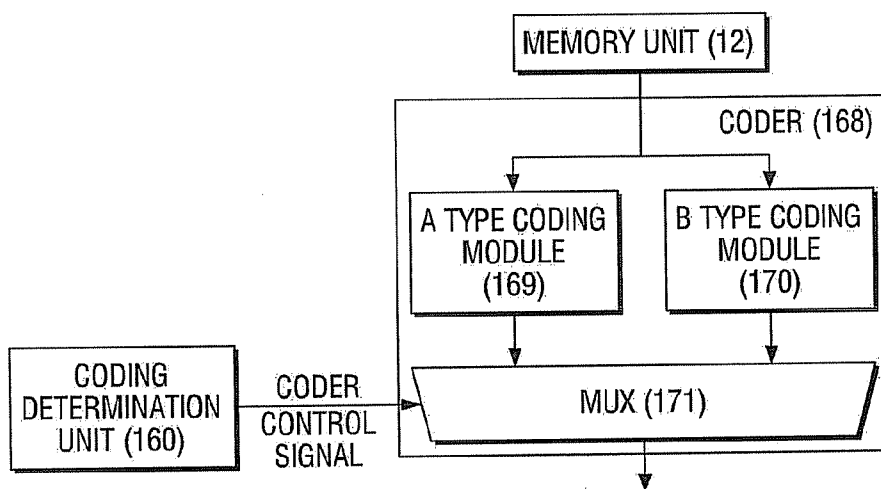 MEMORY UNIT (12)
CODER (168)
A TYPE CODING
MODULE
(169)
B TYPE CODING
MODULE
(170)
CODING
DETERMINATION
UNIT (160)
CODER
CONTROL
SIGNAL
MUX (171)